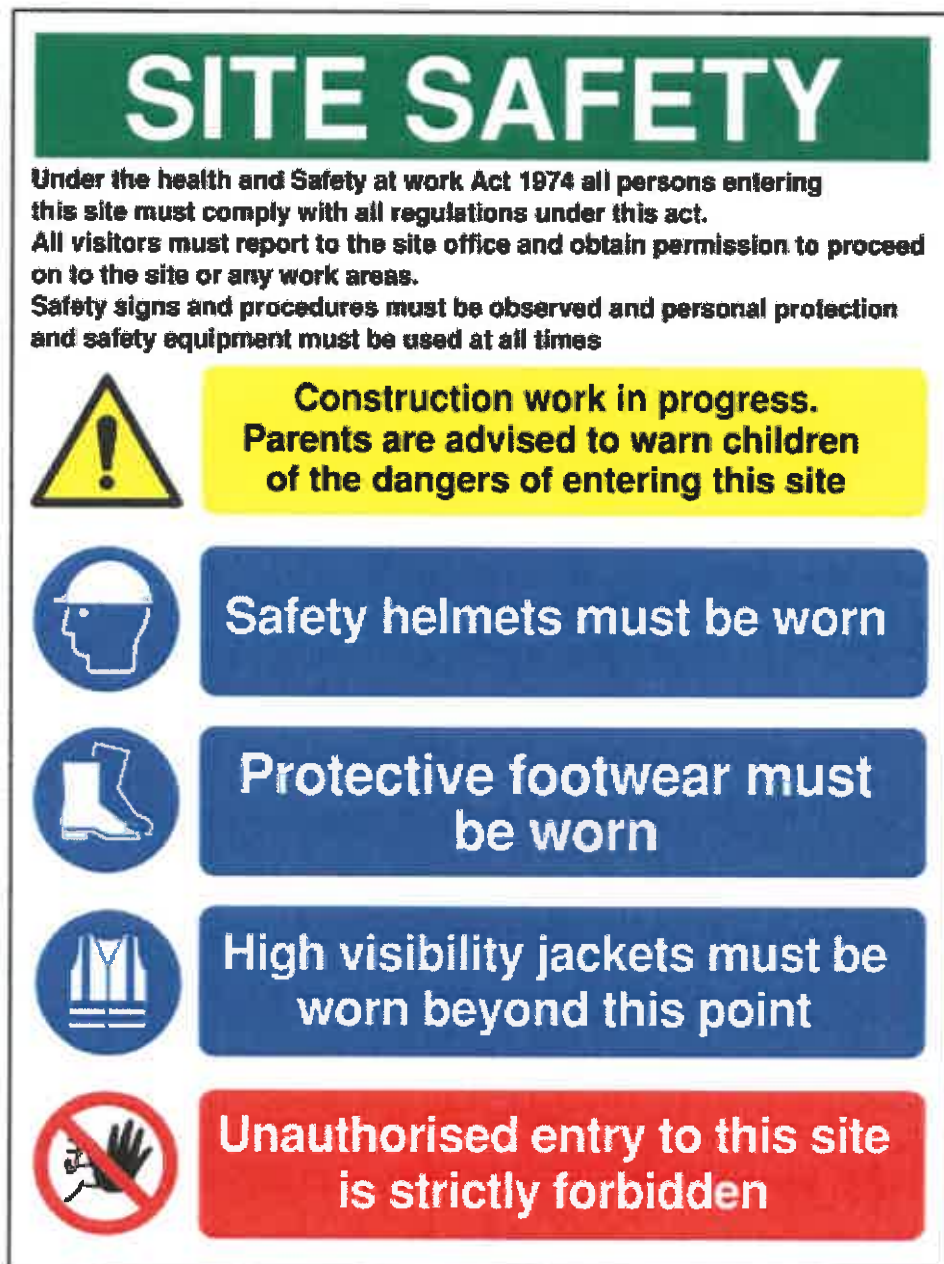 SITE SAFETY
Under the health and Safety at work Act 1974 all persons entering
this site must comply with all regulations under this act.
All visitors must report to the site office and obtain permission to proceed
on to the site or any work areas.
Safety signs and procedures must be observed and personal protection
and safety equipment must be used at all times
Construction work in progress.
Parents are advised to warn children
of the dangers of entering this site
Safety helmets must be worn
Protective footwear must
be worn
High visibility jackets must be
worn beyond this point
Unauthorised entry to this site
is strictly forbidden